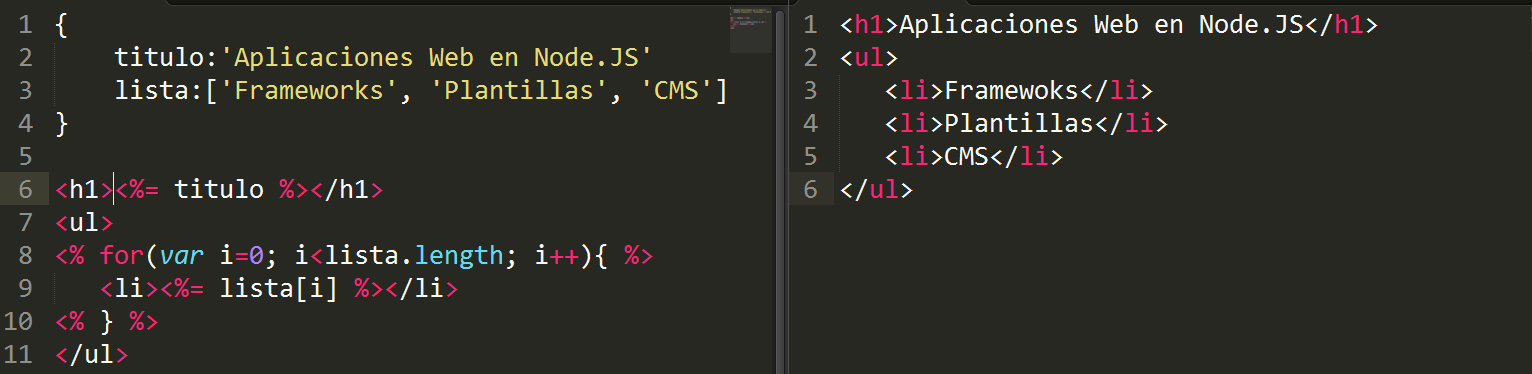 1 {
2     titulo:'Aplicaciones Web en Node.JS'
3     lista:['Frameworks', 'Plantillas', 'CMS']
4 }
5
6 <h1><%= titulo %></h1>
7 <ul>
8 <% for(var i=0; i<lista.length; i++){ %>
9    <li><%= lista[i] %></li>
10 <% } %>
11 </ul>
1 <h1>Aplicaciones Web en Node.JS</h1>
2 <ul>
3    <li>Framewoks</li>
4    <li>Plantillas</li>
5    <li>CMS</li>
6 </ul>